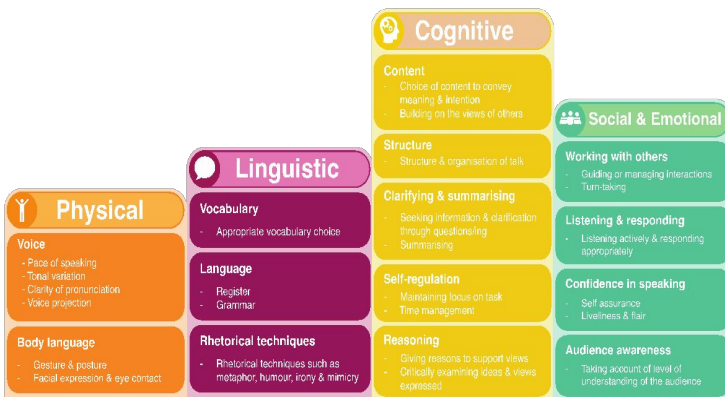 Physical
Voice
- Pace of speaking
- Tonal variation
- Clarity of pronunciation
- Voice projection
Body language
- Gesture & posture
- Facial expression & eye contact
Linguistic
Vocabulary
- Appropriate vocabulary choice
Language
- Register
- Grammar
Rhetorical techniques
- Rhetorical techniques such as
metaphor, humour, irony & mimicry
Cognitive
Content
- Choice of content to convey
meaning & intention
- Building on the views of others
Structure
- Structure & organisation of talk
Clarifying & summarising
- Seeking information & clarification
through questions/ing
- Summarising
Self-regulation
- Maintaining focus on task
- Time management
Reasoning
- Giving reasons to support views
- Critically examining ideas & views
expressed
Social & Emotional
Working with others
- Guiding or managing interactions
- Turn-taking
Listening & responding
- Listening actively & responding
appropriately
Confidence in speaking
- Self assurance
- Liveliness & flair
Audience awareness
- Taking account of level of
understanding of the audience